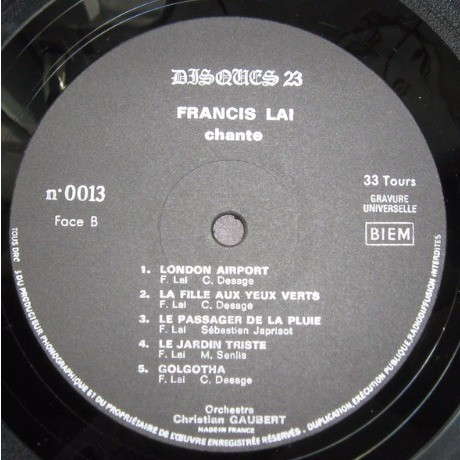 DISQUES 23
FRANCIS LAI
chante
n° 0013
Face B
33 Tours
GRAVURE
UNIVERSELLE
BIEM
1. LONDON AIRPORT
F. Lai C. Desage
2. LA FILLE AUX YEUX VERTS
F. Lai C. Desage
3. LE PASSAGER DE LA PLUIE
F. Lai Sébastien Japrisot
4. LE JARDIN TRISTE
F. Lai M. Senlis
5. GOLGOTHA
F. Lai C. Desage
Orchestre
Christian GAUBERT
MADE IN FRANCE
TOUS DRO DU PRODUCTEUR PHONOGRAPHIQUE ET DU PROPRIÉTAIRE DE L'ŒUVRE ENREGISTRÉE RÉSERVÉS. DUPLICATION, EXÉCUTION PUBLIQUE, RADIODIFFUSION INTERDITES